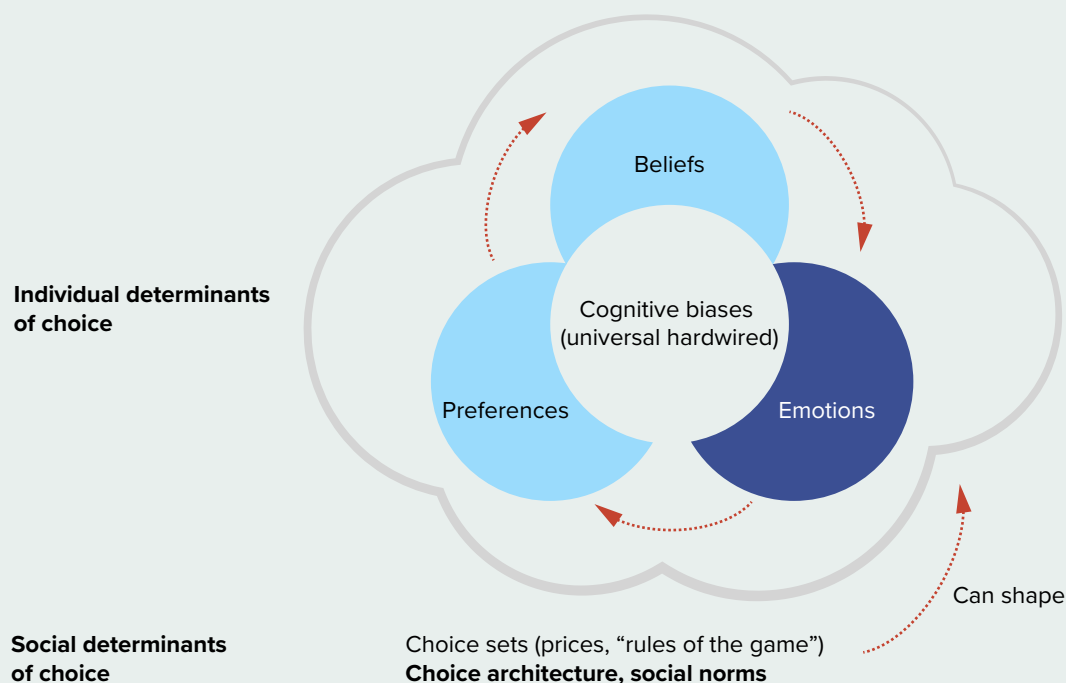 Beliefs
Individual determinants
of choice
Cognitive biases
(universal hardwired)
Preferences
Emotions
Can shape
Social determinants
of choice
Choice sets (prices, “rules of the game”)
Choice architecture, social norms